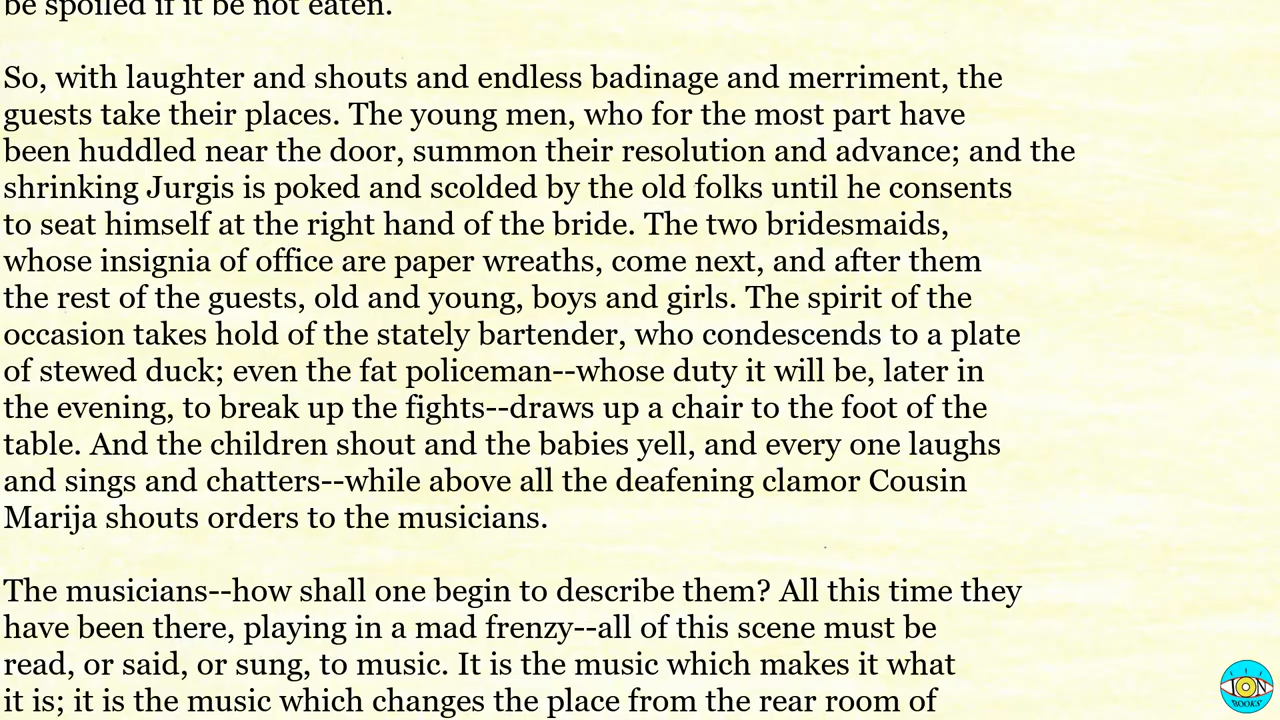 be spoiled if it be not eaten.
So, with laughter and shouts and endless badinage and merriment, the
guests take their places. The young men, who for the most part have
been huddled near the door, summon their resolution and advance; and the
shrinking Jurgis is poked and scolded by the old folks until he consents
to seat himself at the right hand of the bride. The two bridesmaids,
whose insignia of office are paper wreaths, come next, and after them
the rest of the guests, old and young, boys and girls. The spirit of the
occasion takes hold of the stately bartender, who condescends to a plate
of stewed duck; even the fat policeman--whose duty it will be, later in
the evening, to break up the fights--draws up a chair to the foot of the
table. And the children shout and the babies yell, and every one laughs
and sings and chatters--while above all the deafening clamor Cousin
Marija shouts orders to the musicians.
The musicians--how shall one begin to describe them? All this time they
have been there, playing in a mad frenzy--all of this scene must be
read, or said, or sung, to music. It is the music which makes it what
it is; it is the music which changes the place from the rear room of
I
ION
BOOKS